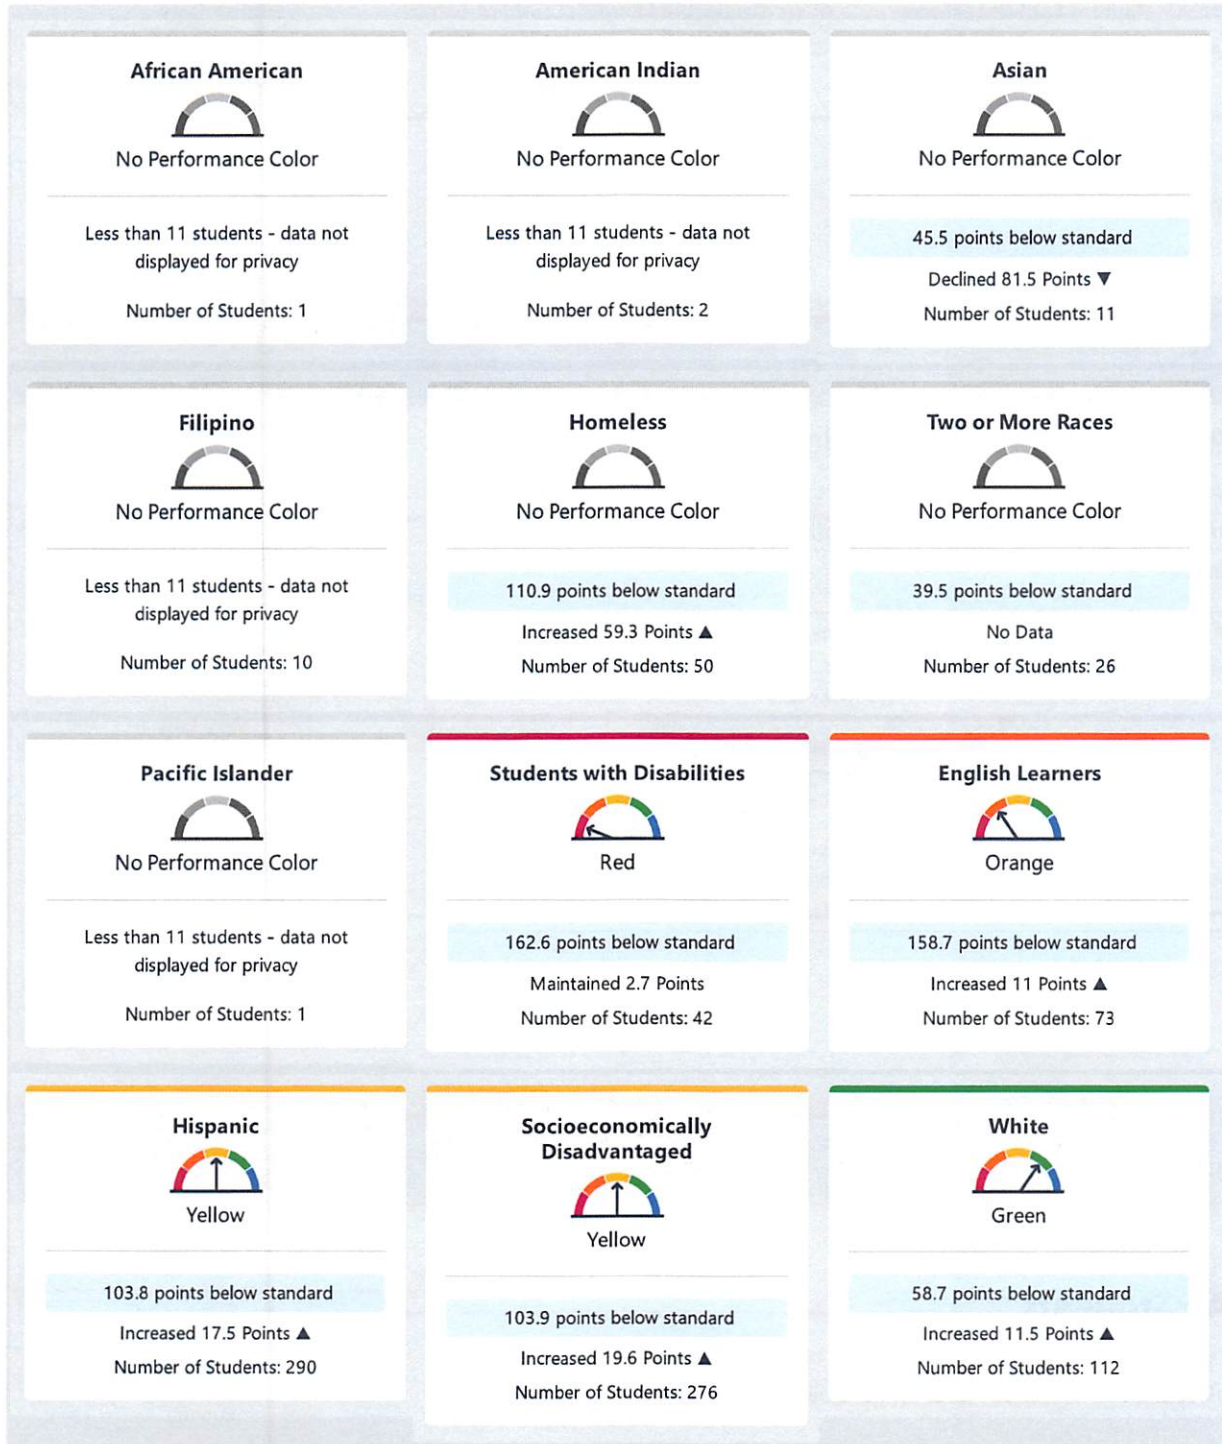 African American
No Performance Color
Less than 11 students - data not
displayed for privacy
Number of Students: 1
American Indian
No Performance Color
Less than 11 students - data not
displayed for privacy
Number of Students: 2
Asian
No Performance Color
45.5 points below standard
Declined 81.5 Points ▼
Number of Students: 11
Filipino
No Performance Color
Less than 11 students - data not
displayed for privacy
Number of Students: 10
Homeless
No Performance Color
110.9 points below standard
Increased 59.3 Points ▲
Number of Students: 50
Two or More Races
No Performance Color
39.5 points below standard
No Data
Number of Students: 26
Pacific Islander
No Performance Color
Less than 11 students - data not
displayed for privacy
Number of Students: 1
Students with Disabilities
Red
162.6 points below standard
Maintained 2.7 Points
Number of Students: 42
English Learners
Orange
158.7 points below standard
Increased 11 Points ▲
Number of Students: 73
Hispanic
Yellow
103.8 points below standard
Increased 17.5 Points ▲
Number of Students: 290
Socioeconomically
Disadvantaged
Yellow
103.9 points below standard
Increased 19.6 Points ▲
Number of Students: 276
White
Green
58.7 points below standard
Increased 11.5 Points ▲
Number of Students: 112